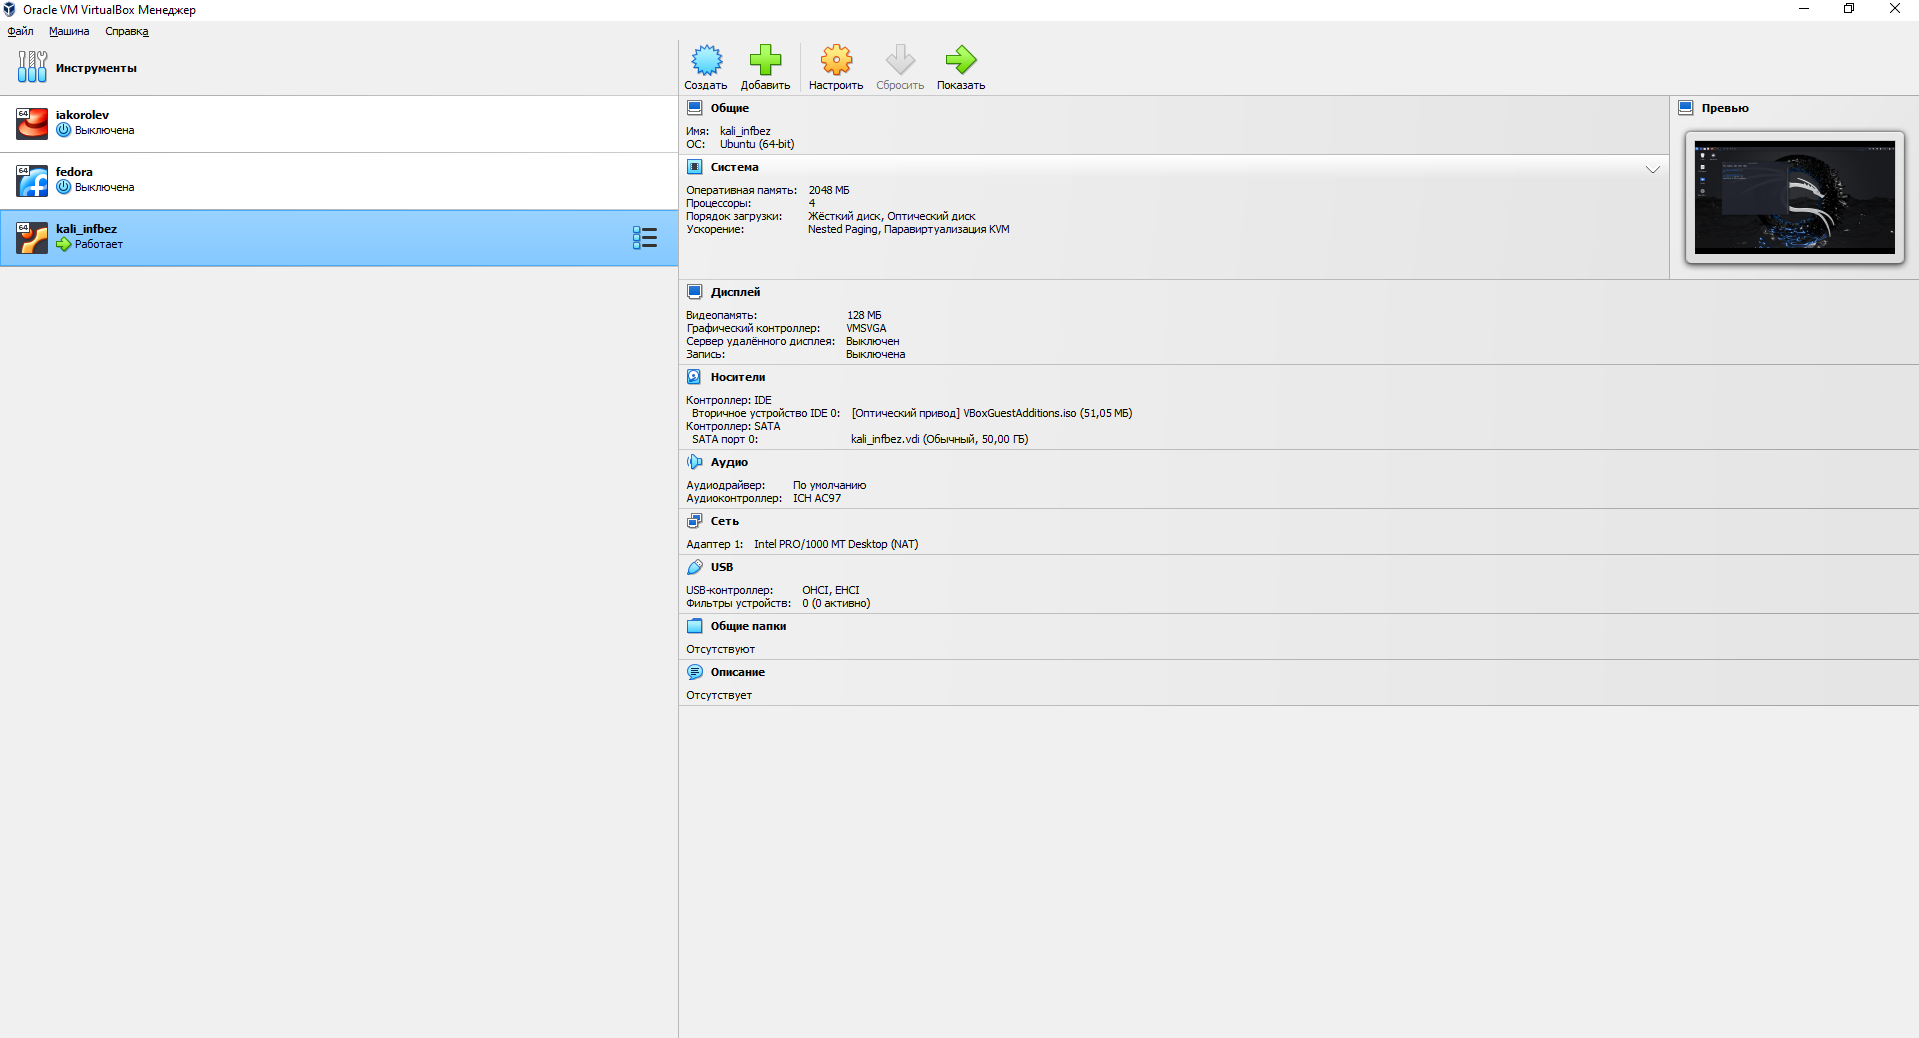 Oracle VM VirtualBox Менеджер
Файл Машина Справка
Инструменты
Создать Добавить Настроить Сбросить Показать
64 iakorolev
Выключена
64 fedora
Выключена
64 kali_infbez
Работает
Общие
Имя: kali_infbez
ОС: Ubuntu (64-bit)
Превью
Система
Оперативная память: 2048 МБ
Процессоры: 4
Порядок загрузки: Жёсткий диск, Оптический диск
Ускорение: Nested Paging, Паравиртуализация KVM
Дисплей
Видеопамять: 128 МБ
Графический контроллер: VMSVGA
Сервер удалённого дисплея: Выключен
Запись: Выключена
Носители
Контроллер: IDE
Вторичное устройство IDE 0: [Оптический привод] VBoxGuestAdditions.iso (51,05 МБ)
Контроллер: SATA
SATA порт 0: kali_infbez.vdi (Обычный, 50,00 ГБ)
Аудио
Аудиодрайвер: По умолчанию
Аудиоконтроллер: ICH AC97
Сеть
Адаптер 1: Intel PRO/1000 MT Desktop (NAT)
USB
USB-контроллер: OHCI, EHCI
Фильтры устройств: 0 (0 активно)
Общие папки
Отсутствуют
Описание
Отсутствует